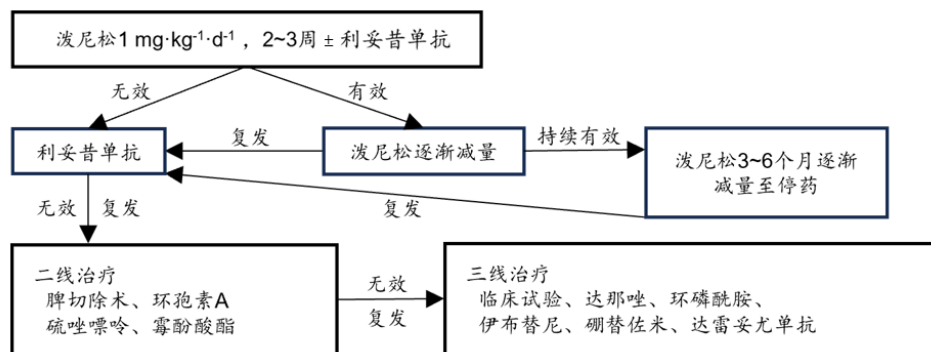 泼尼松1 mg·kg⁻¹·d⁻¹，2~3周 ± 利妥昔单抗
无效
有效
利妥昔单抗
复发
泼尼松逐渐减量
持续有效
泼尼松3~6个月逐渐
减量至停药
无效
复发
复发
二线治疗
脾切除术、环孢素A
硫唑嘌呤、霉酚酸酯
无效
复发
三线治疗
临床试验、达那唑、环磷酰胺、
伊布替尼、硼替佐米、达雷妥尤单抗